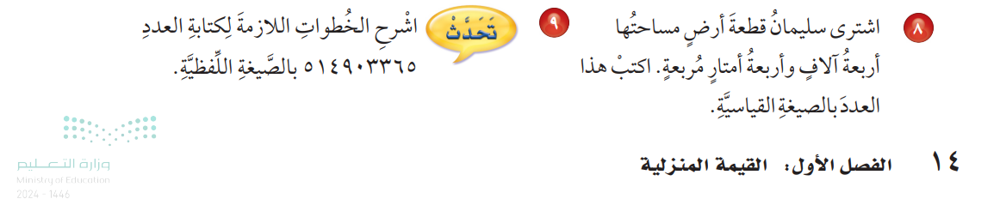 ٨ اشترى سليمانُ قطعةَ أرضٍ مساحتُها
أربعةُ آلافٍ وأربعةُ أمتارٍ مُربعةٍ. اكتبْ هذا
العددَ بالصيغةِ القياسيَّةِ.
٩ تَحَدَّثْ اشْرحِ الخُطواتِ اللازمةَ لِكتابةِ العددِ
٥١٤٩٠٣٣٦٥ بالصَّيغةِ اللِّفظيَّةِ.
وزارة التعليم
Ministry of Education
2024 - 1446
١٤ الفصل الأول: القيمة المنزلية